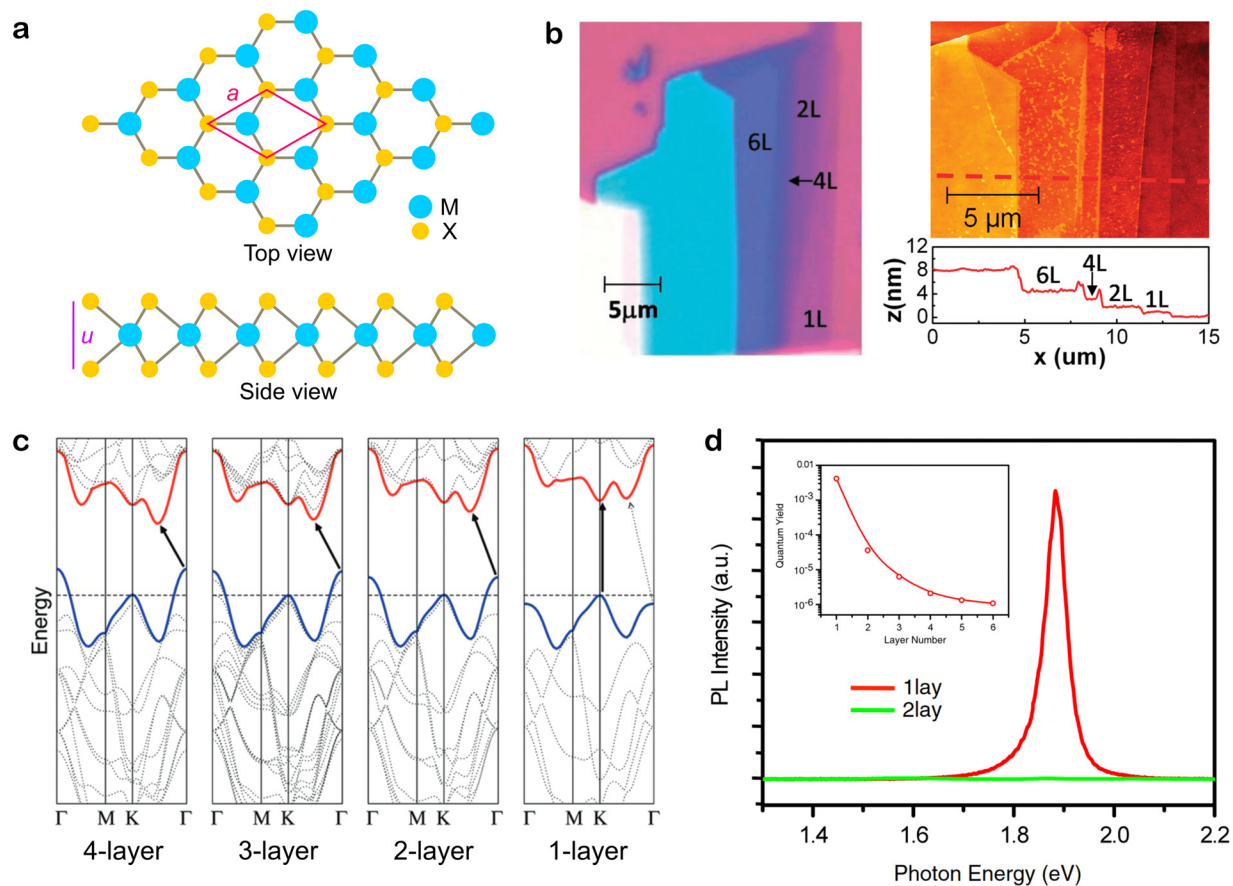 a
a
M
X
Top view
u
Side view
b
2L
6L
4L
5μm
1L
5 μm
z(nm)
12
8
4
0
6L
4L
2L
1L
0
5
10
15
x (um)
c
Energy
Γ
M
K
Γ
Γ
M
K
Γ
Γ
M
K
Γ
Γ
M
K
Γ
4-layer
3-layer
2-layer
1-layer
d
PL Intensity (a.u.)
Quantum Yield
0.01
10-3
10-4
10-5
10-6
1
2
3
4
5
6
Layer Number
1lay
2lay
1.4
1.6
1.8
2.0
2.2
Photon Energy (eV)